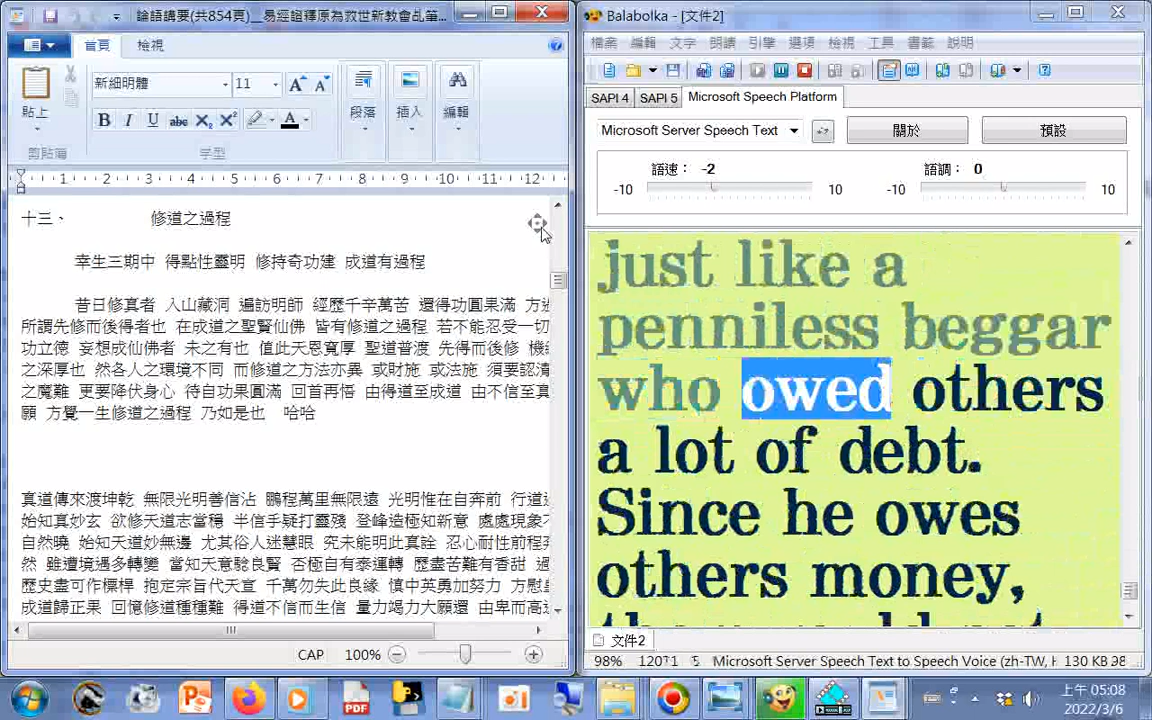 論語講要(共854頁)__易經證釋原為救世新教會乩筆...
首頁 檢視
新細明體 11
貼上
B I U abc X2 X2 A
段落
插入
編輯
剪貼簿
字型
1 2 3 4 5 6 7 8 9 10 11 12
十三、 修道之過程
幸生三期中 得點性靈明 修持奇功建 成道有過程
昔日修真者 入山藏洞 遍訪明師 經歷千辛萬苦 還得功圓果滿 方
所謂先修而後得者也 在成道之聖賢仙佛 皆有修道之過程 若不能忍受一切
功立德 妄想成仙佛者 未之有也 值此天恩寬厚 聖道普渡 先得而後修 機
之深厚也 然各人之環境不同 而修道之方法亦異 或財施 或法施 須要認清
之魔難 更要降伏身心 待自功果圓滿 回首再悟 由得道至成道 由不信至真
願 方覺一生修道之過程 乃如是也 哈哈
真道傳來渡坤乾 無限光明善信沾 鵬程萬里無限遠 光明惟在自奔前 行道
始知真妙玄 欲修天道志當穩 半信半疑打靈殘 登峰造極知新意 處處現象
自然曉 始知天道妙無邊 尤其俗人迷慧眼 究未能明此真詮 忍心耐性前程
然 雖遭境遇多轉變 當知天意驗良賢 否極自有泰運轉 歷盡苦難有香甜 過
歷史盡可作標桿 抱定宗旨代天宣 千萬勿失此良緣 慎中英勇加努力 方慰
成道歸正果 回憶修道種種難 得道不信而生信 量力竭力大願還 由卑而高
CAP 100%
Balabolka - [文件2]
檔案 編輯 文字 朗讀 引擎 選項 檢視 工具 書籤 說明
SAPI 4 SAPI 5 Microsoft Speech Platform
Microsoft Server Speech Text 關於 預設
語速： -2 語調： 0
-10 10 -10 10
just like a
penniless beggar
who owed others
a lot of debt.
Since he owes
others money,
文件2
98% Microsoft Server Speech Text to Speech Voice (zh-TW, H 130 KB
上午 05:08
2022/3/6